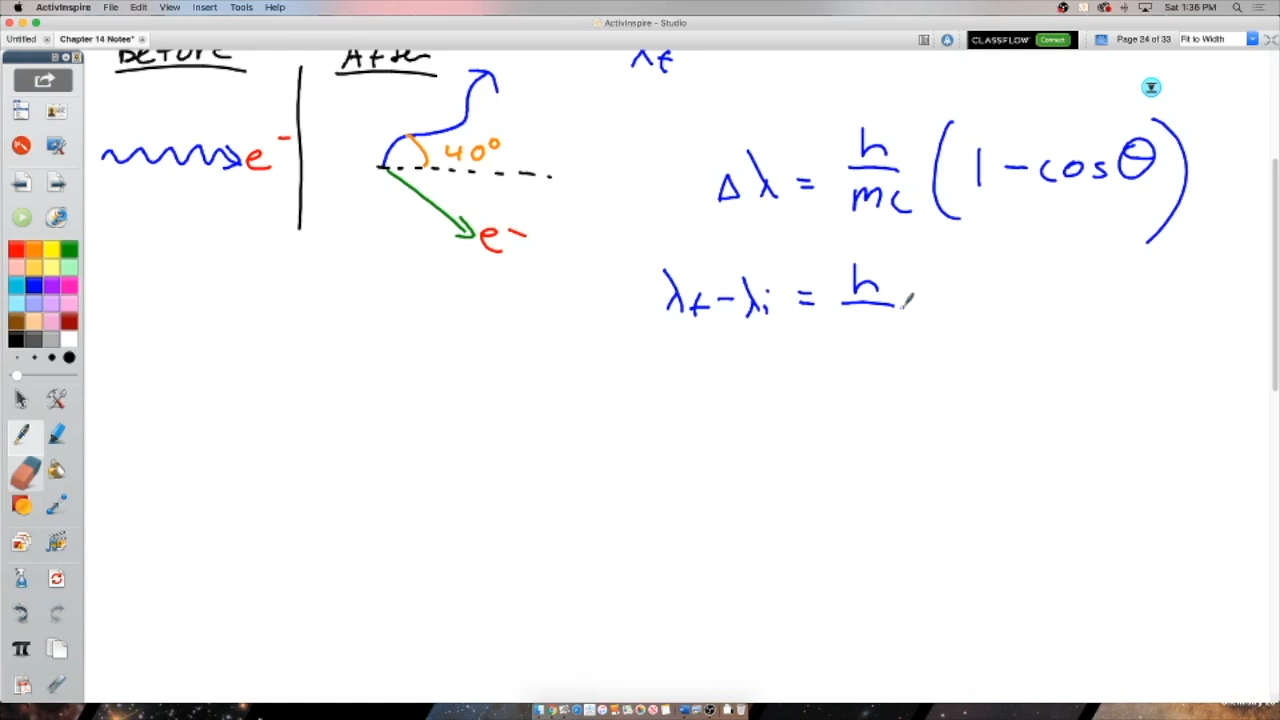 ActivInspire File Edit View Insert Tools Help Sat 1:36 PM
ActivInspire - Studio
Untitled Chapter 14 Notes* CLASSFLOW Connect Page 24 of 33 Fit to Width
Before After λf
e⁻ 40° e⁻
Δλ = h/mc (1 - cos Θ)
λf - λi = h